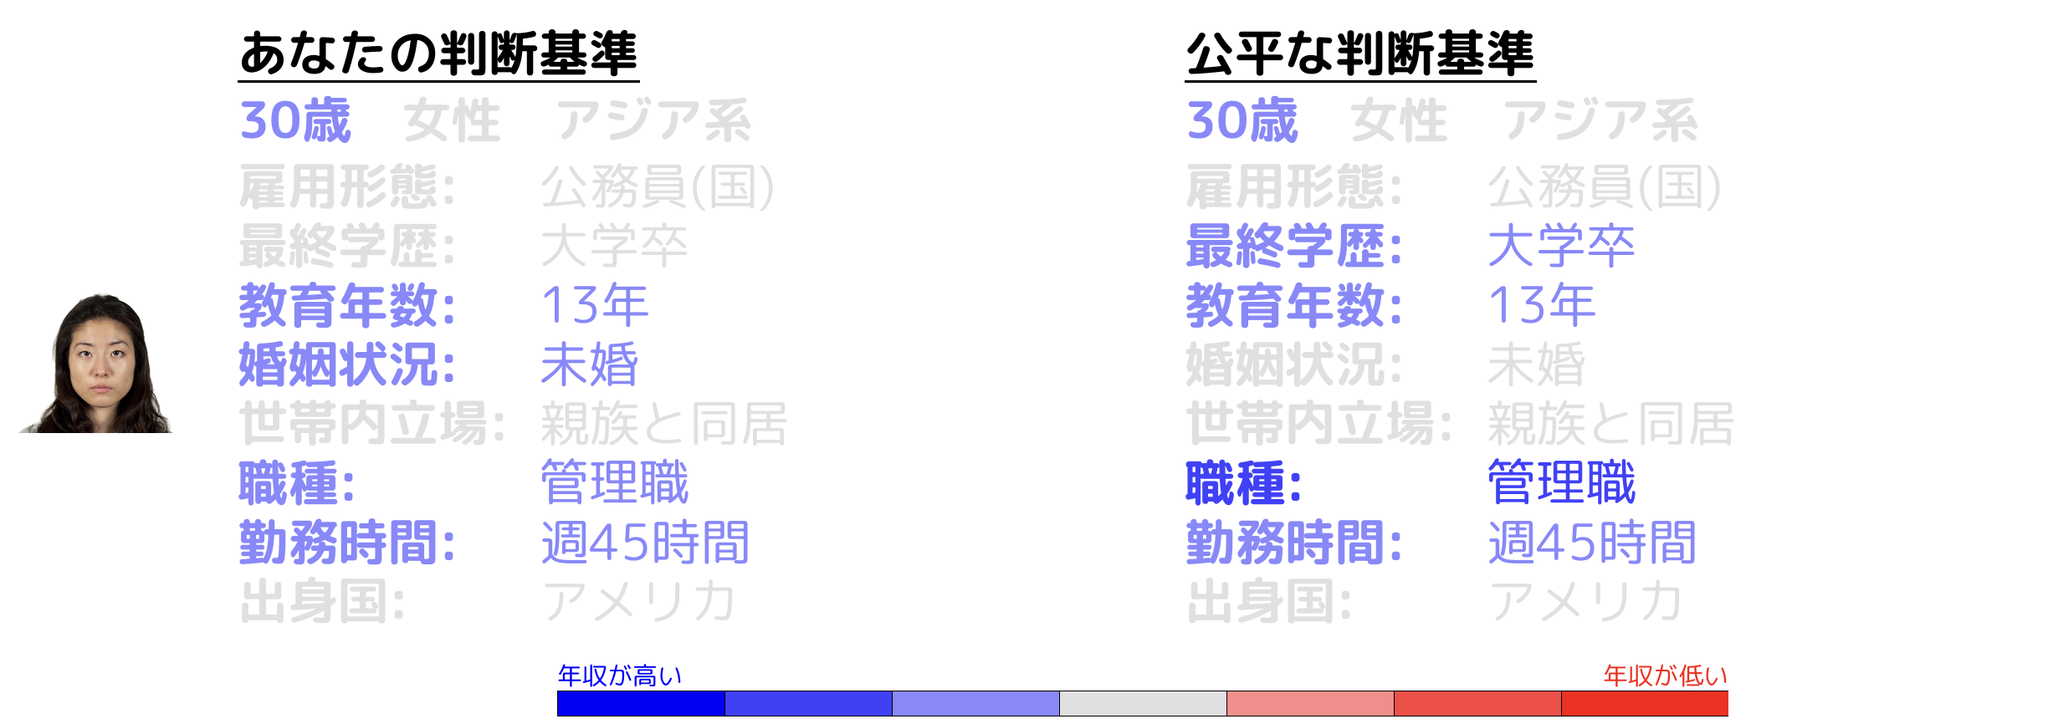 あなたの判断基準
30歳 女性 アジア系
雇用形態: 公務員(国)
最終学歴: 大学卒
教育年数: 13年
婚姻状況: 未婚
世帯内立場: 親族と同居
職種: 管理職
勤務時間: 週45時間
出身国: アメリカ
公平な判断基準
30歳 女性 アジア系
雇用形態: 公務員(国)
最終学歴: 大学卒
教育年数: 13年
婚姻状況: 未婚
世帯内立場: 親族と同居
職種: 管理職
勤務時間: 週45時間
出身国: アメリカ
年収が高い
年収が低い